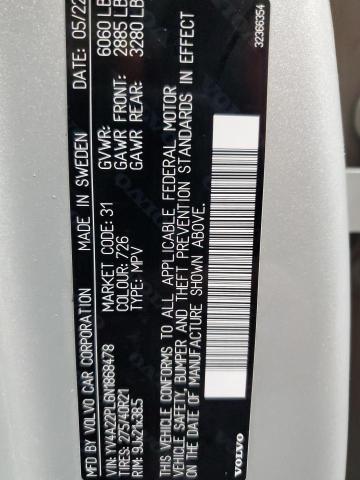 MFD BY VOLVO CAR CORPORATION MADE IN SWEDEN 05/22
VIN: YV4A22PL6N1868478 MARKET CODE: 31 GVWR: 6060 LB
TIRES: 275/40R21 COLOUR: 726 GAWR FRONT: 2885 LB
RIM: 9Jx21x38.5 TYPE: MPV GAWR REAR: 3280 LB
THIS VEHICLE CONFORMS TO ALL APPLICABLE FEDERAL MOTOR
VEHICLE SAFETY, BUMPER AND THEFT PREVENTION STANDARDS IN EFFECT
ON THE DATE OF MANUFACTURE SHOWN ABOVE.
VOLVO 32366354